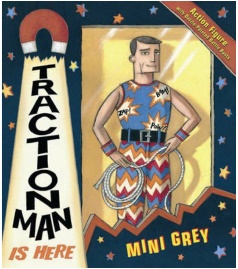 TRACTION
MAN
IS HERE
Action Figure
MINI GREY